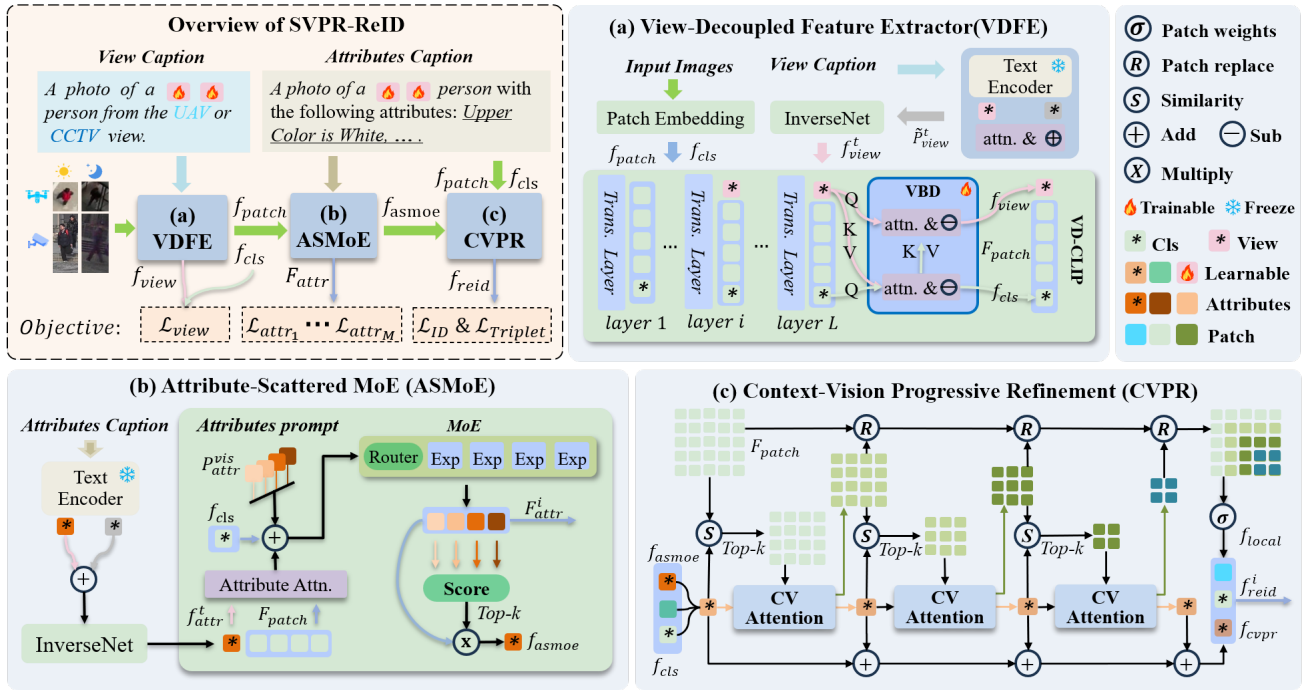 Overview of SVPR-ReID
View Caption
Attributes Caption
A photo of a
person from the UAV or
CCTV view.
A photo of a person with
the following attributes: Upper
Color is White, ... .
(a)
VDFE
f_patch
f_cls
(b)
ASMoE
f_asmoe
f_patch f_cls
(c)
CVPR
f_view
F_attr
f_reid
Objective:
ℒ_view
ℒ_attr₁ ⋯ ℒ_attr_M
ℒ_ID & ℒ_Triplet
(a) View-Decoupled Feature Extractor(VDFE)
Input Images
View Caption
Text
Encoder
* *
attn. & ⊕
Patch Embedding
InverseNet
P̃^t_view
f_patch f_cls
f^t_view
Trans. Layer
*
layer 1
...
Trans. Layer
*
*
layer i
...
Trans. Layer
*
*
layer L
Q
K
V
Q
VBD
attn. & ⊖
K V
attn. & ⊖
f_view
F_patch
f_cls
*
*
VD-CLIP
σ Patch weights
R Patch replace
S Similarity
+ Add − Sub
X Multiply
Trainable Freeze
* Cls * View
* Learnable
* Attributes
Patch
(b) Attribute-Scattered MoE (ASMoE)
Attributes Caption
Text
Encoder
* *
+
InverseNet
Attributes prompt
P^vis_attr
f_cls
*
+
Attribute Attn.
f^t_attr F_patch
*
MoE
Router Exp Exp Exp Exp
F^i_attr
Score
Top-k
x * f_asmoe
(c) Context-Vision Progressive Refinement (CVPR)
F_patch
R R R
S Top-k
S Top-k
S Top-k
σ
f_local
f_asmoe
*
*
f_cls
* CV
Attention
* CV
Attention
* CV
Attention
*
+ + +
f^i_reid
*
*
f_cvpr